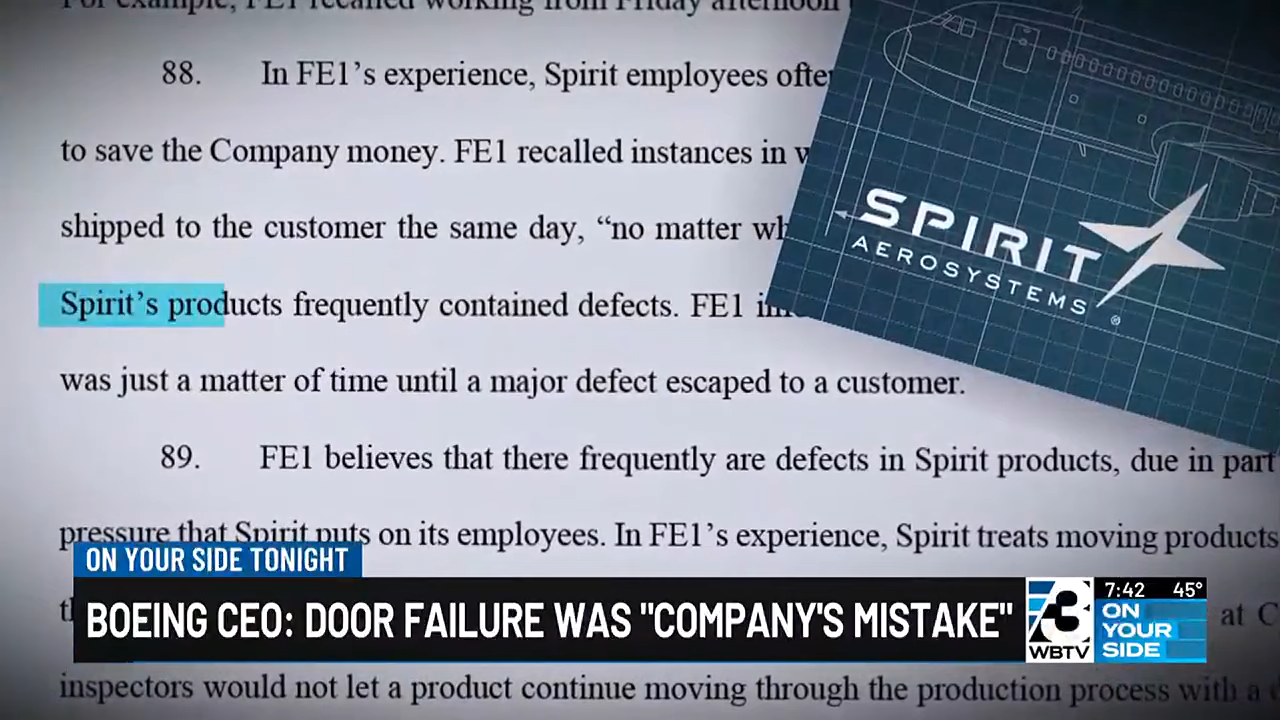 For example, FE1 recalled working from Friday afternoon
88. In FE1's experience, Spirit employees often
to save the Company money. FE1 recalled instances in
shipped to the customer the same day, “no matter
Spirit's products frequently contained defects. FE1
was just a matter of time until a major defect escaped to a customer.
89. FE1 believes that there frequently are defects in Spirit products, due in part
pressure that Spirit puts on its employees. In FE1's experience, Spirit treats moving products
at
inspectors would not let a product continue moving through the production process with a
SPIRIT
AEROSYSTEMS ®
ON YOUR SIDE TONIGHT
BOEING CEO: DOOR FAILURE WAS "COMPANY'S MISTAKE"
3
WBTV
7:42 45°
ON
YOUR
SIDE